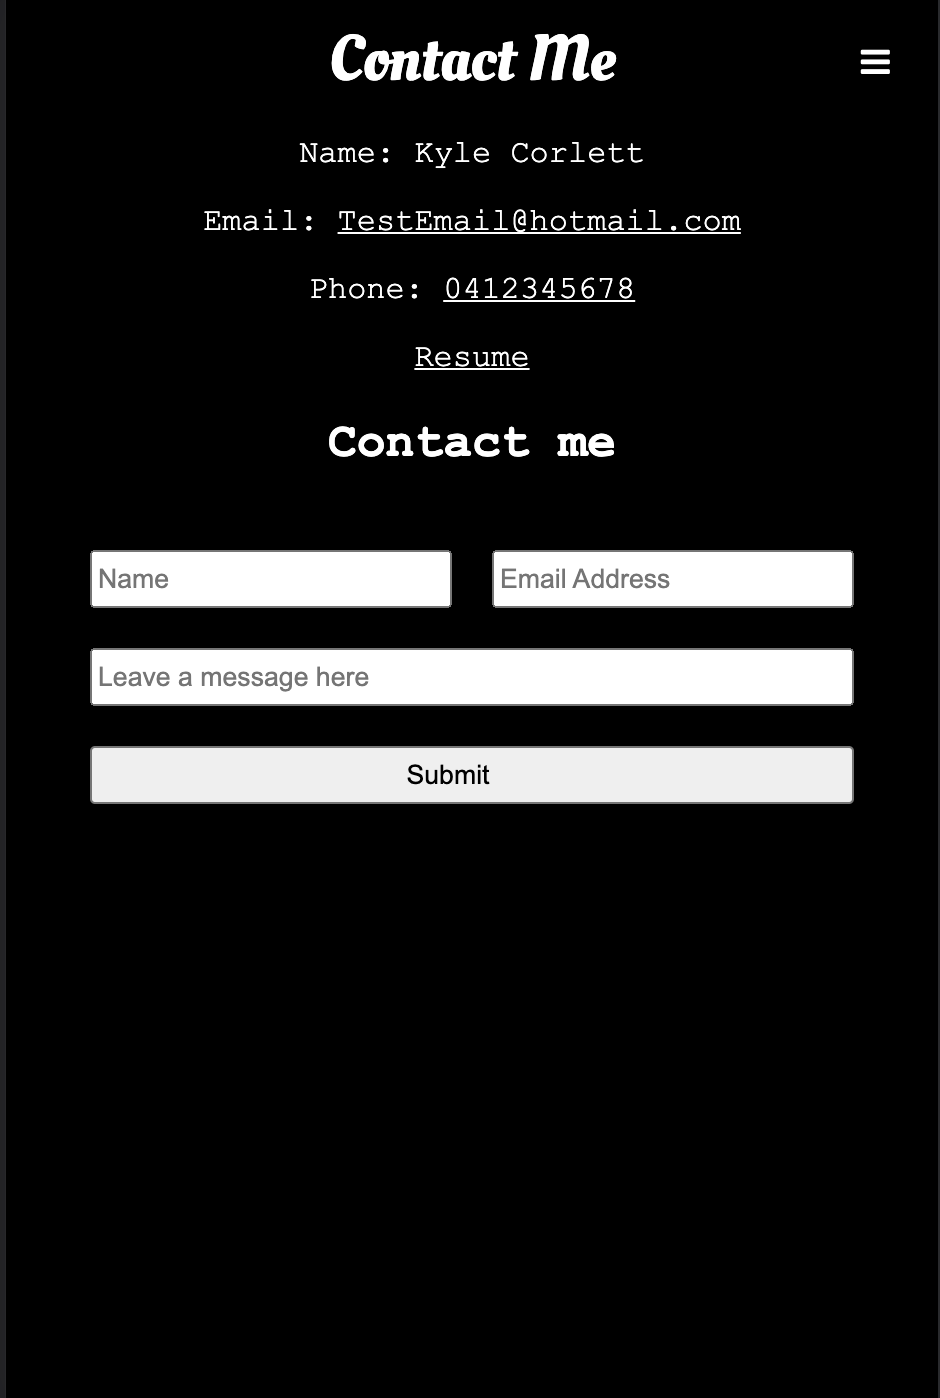 Contact Me
Name: Kyle Corlett
Email: TestEmail@hotmail.com
Phone: 0412345678
Resume
Contact me
Name Email Address
Leave a message here
Submit